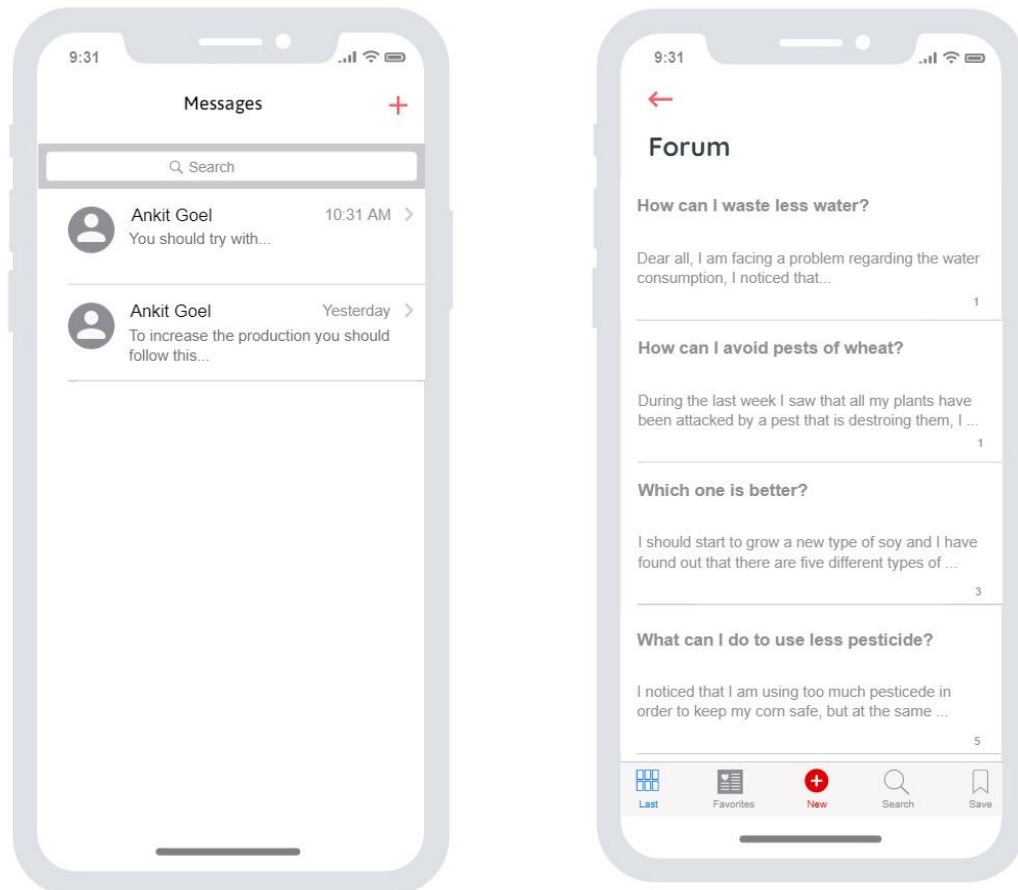 9:31
Messages
Search
Ankit Goel
10:31 AM
You should try with...
Ankit Goel
Yesterday
To increase the production you should
follow this...
9:31
Forum
How can I waste less water?
Dear all, I am facing a problem regarding the water
consumption, I noticed that...
1
How can I avoid pests of wheat?
During the last week I saw that all my plants have
been attacked by a pest that is destroing them, I ...
1
Which one is better?
I should start to grow a new type of soy and I have
found out that there are five different types of ...
3
What can I do to use less pesticide?
I noticed that I am using too much pesticede in
order to keep my corn safe, but at the same ...
5
Last
Favorites
New
Search
Save